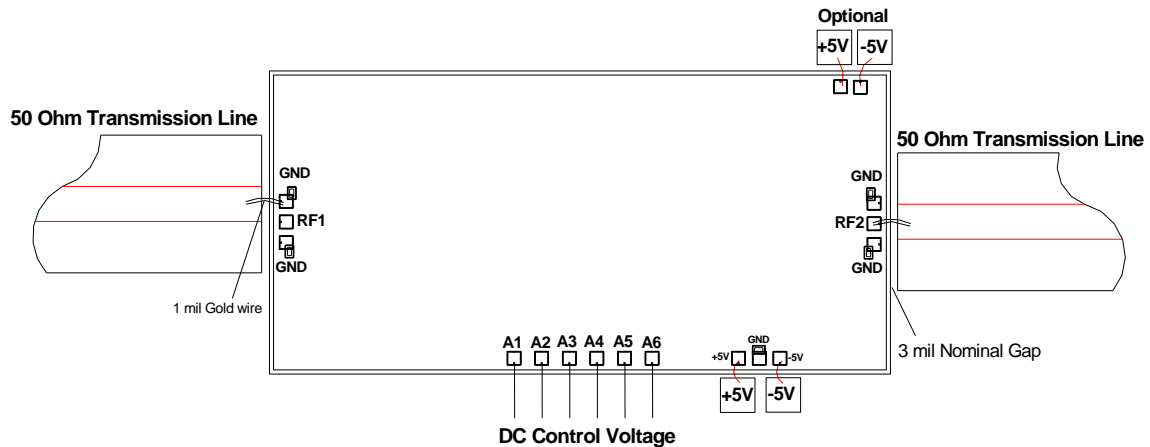 Optional
+5V -5V
50 Ohm Transmission Line
50 Ohm Transmission Line
GND
GND
RF1
RF2
GND
GND
1 mil Gold wire
3 mil Nominal Gap
A1 A2 A3 A4 A5 A6
GND
+5V -5V
+5V -5V
DC Control Voltage